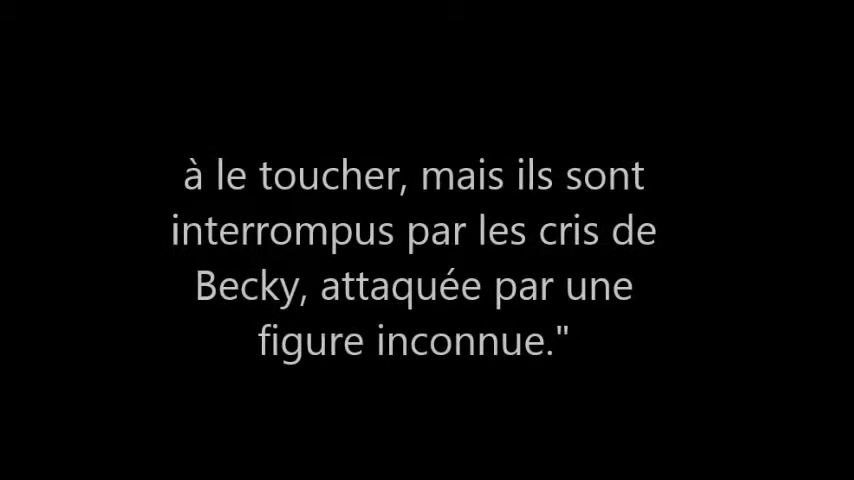 à le toucher, mais ils sont
interrompus par les cris de
Becky, attaquée par une
figure inconnue."